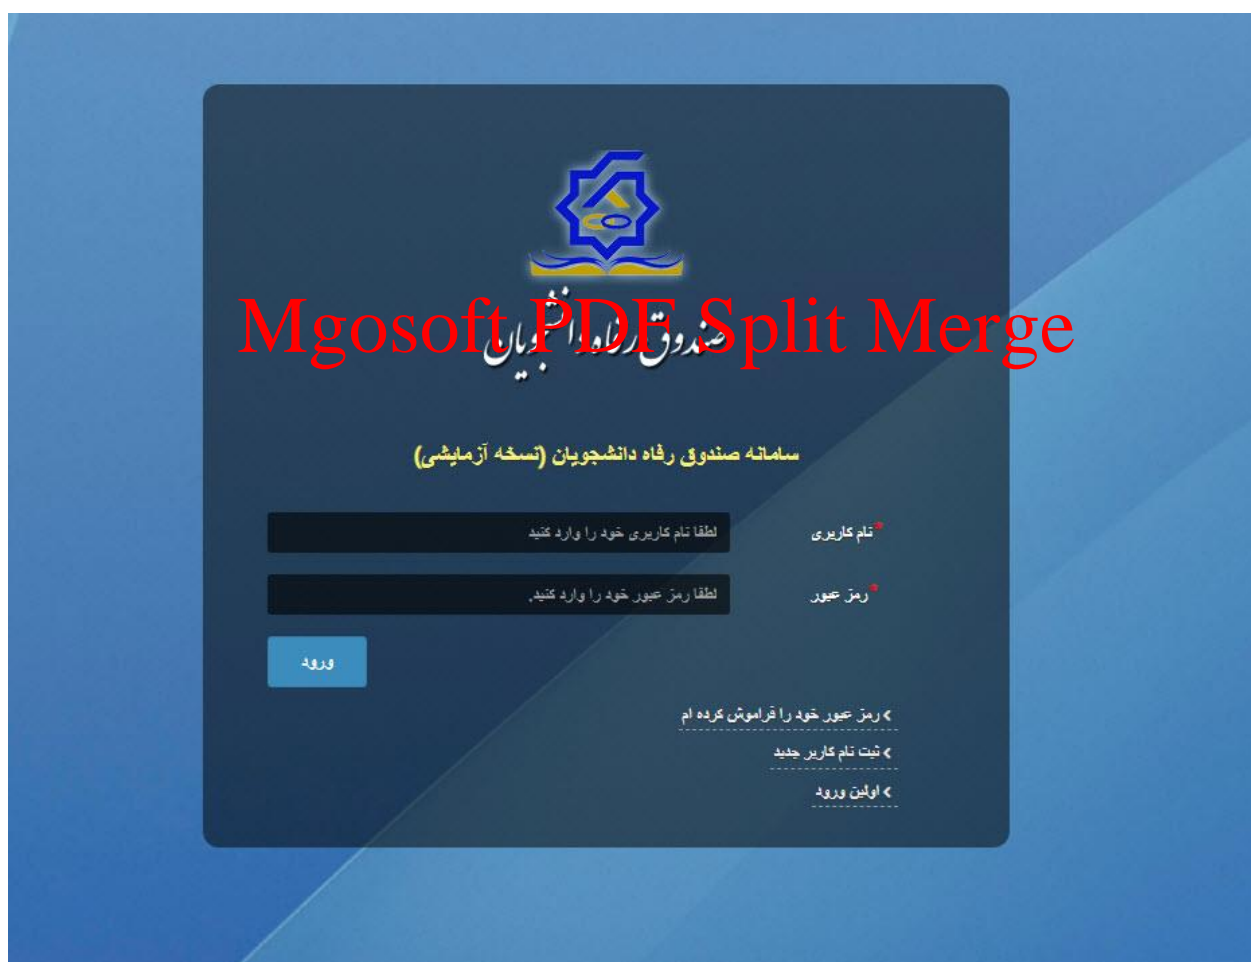 صندوق رفاه دانشجویان
Mgosoft PDF Split Merge
سامانه صندوق رفاه دانشجویان (نسخه آزمایشی)
*نام کاربری
لطفا نام کاربری خود را وارد کنید
*رمز عبور
لطفا رمز عبور خود را وارد کنید.
ورود
رمز عبور خود را فراموش کرده ام
ثبت نام کاربر جدید
اولین ورود